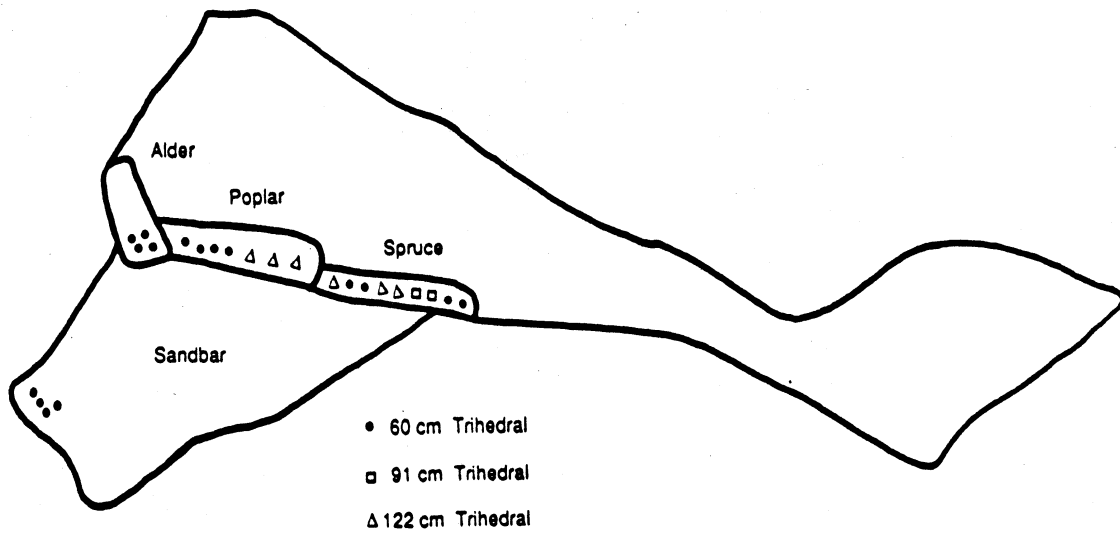 Alder
Poplar
Spruce
Sandbar
60 cm Trihedral
91 cm Trihedral
122 cm Trihedral